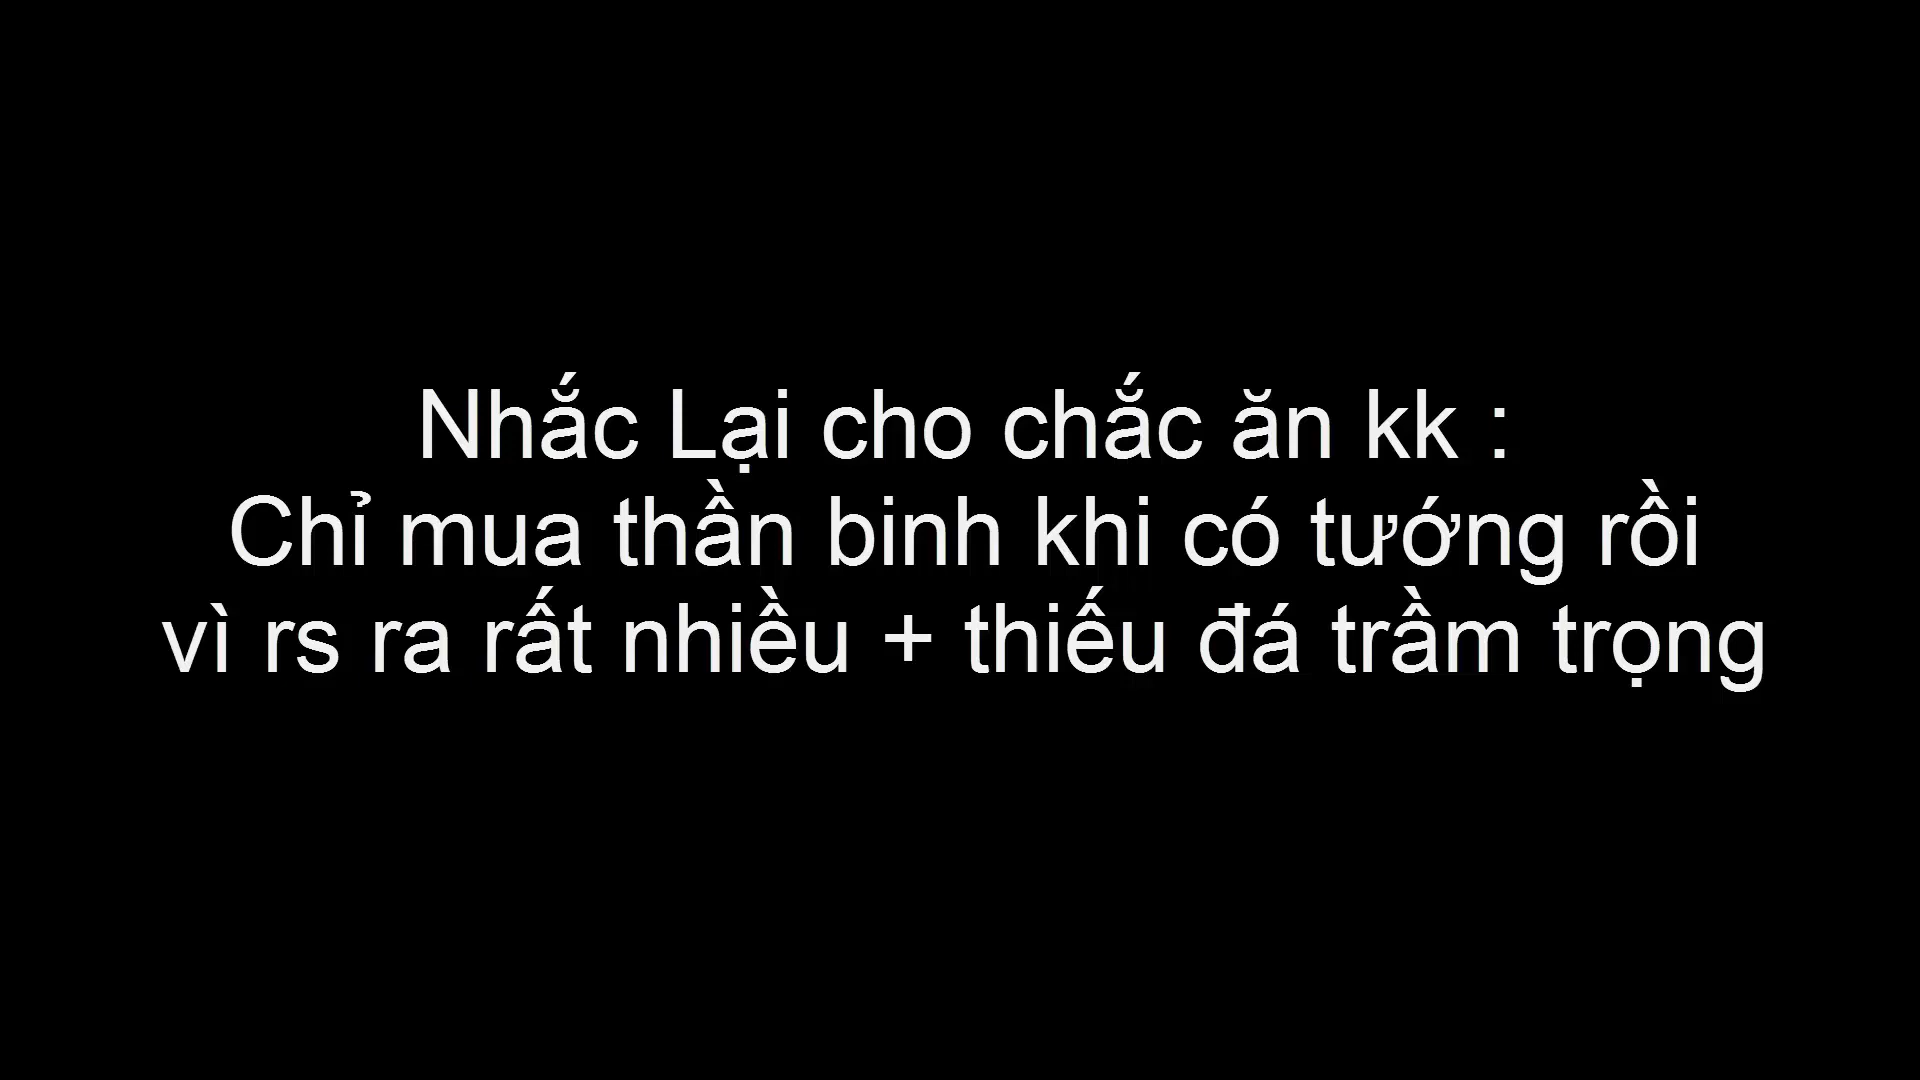 Nhắc Lại cho chắc ăn kk :
Chỉ mua thần binh khi có tướng rồi
vì rs ra rất nhiều + thiếu đá trầm trọng